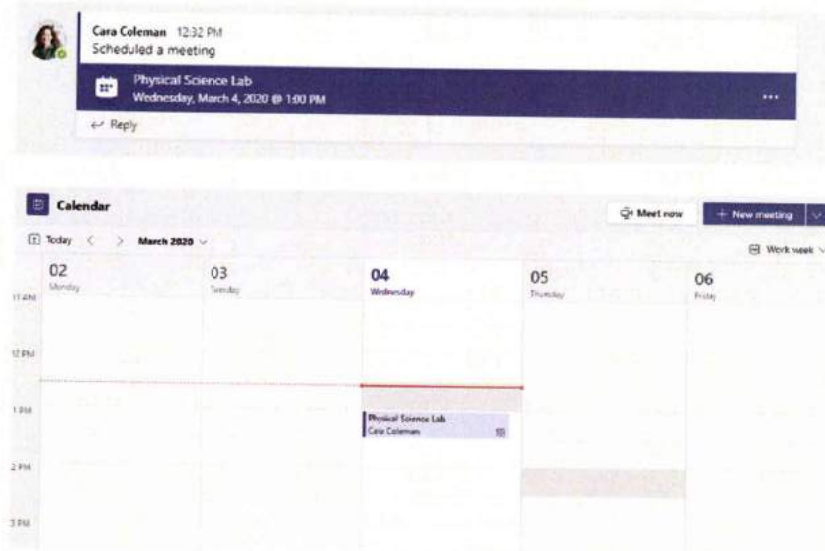 Cara Coleman 12:32 PM
Scheduled a meeting
Physical Science Lab
Wednesday, March 4, 2020 @ 1:00 PM
Reply
Calendar
Meet now
+ New meeting
Today
March 2020
Work week
02
Monday
03
Tuesday
04
Wednesday
05
Thursday
06
Friday
11 AM
12 PM
1 PM
Physical Science Lab
Cara Coleman
2 PM
3 PM